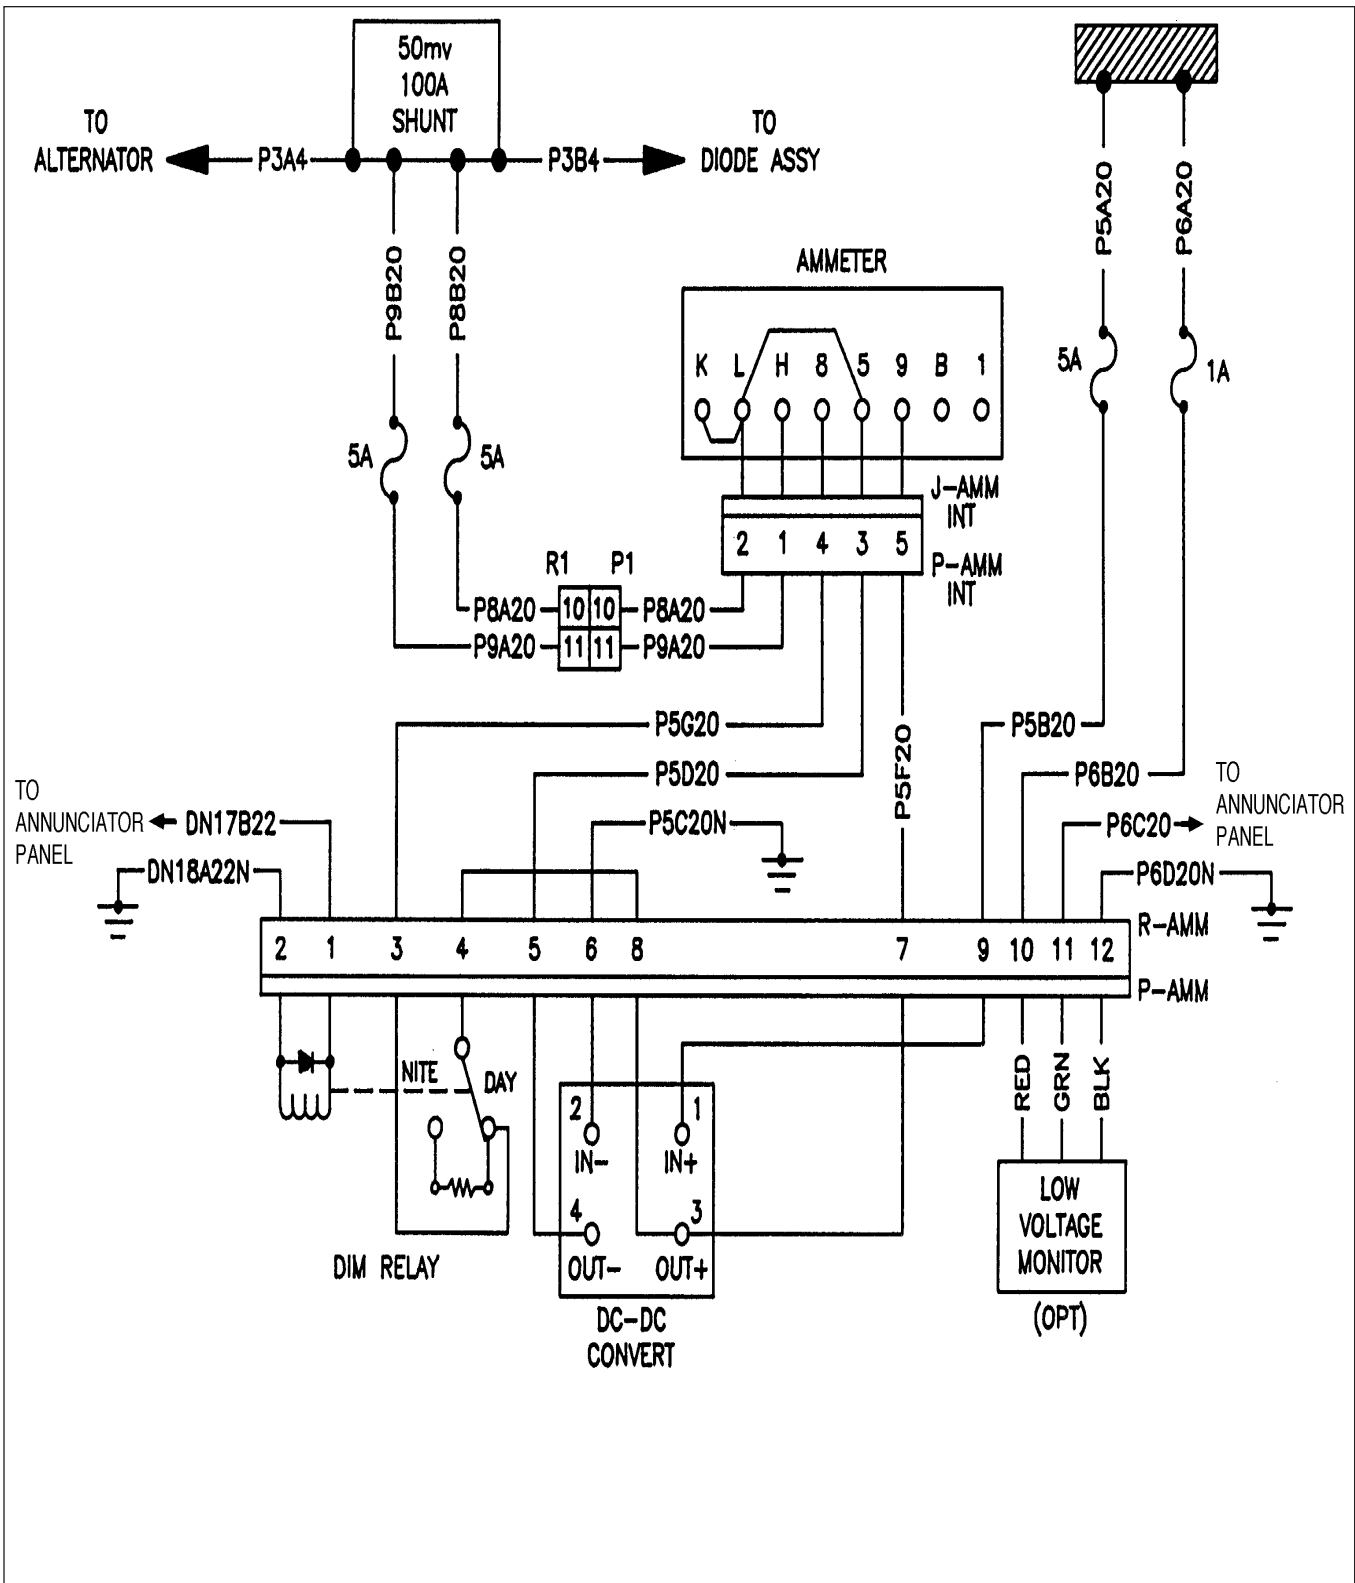 50mv
100A
SHUNT
TO
ALTERNATOR
P3A4
P3B4
TO
DIODE ASSY
P9B20
P8B20
P5A20
P6A20
AMMETER
K L H 8 5 9 B 1
5A
1A
5A
5A
J-AMM
INT
2 1 4 3 5
P-AMM
INT
R1 P1
P8A20 10 10 P8A20
P9A20 11 11 P9A20
P5G20
P5B20
P5D20
P5F20
P6B20
TO
ANNUNCIATOR
PANEL
DN17B22
P5C20N
P6C20
TO
ANNUNCIATOR
PANEL
DN18A22N
P6D20N
2 1 3 4 5 6 8 7 9 10 11 12
R-AMM
P-AMM
NITE
DAY
RED
GRN
BLK
2
IN-
1
IN+
4
OUT-
3
OUT+
DIM RELAY
DC-DC
CONVERT
LOW
VOLTAGE
MONITOR
(OPT)